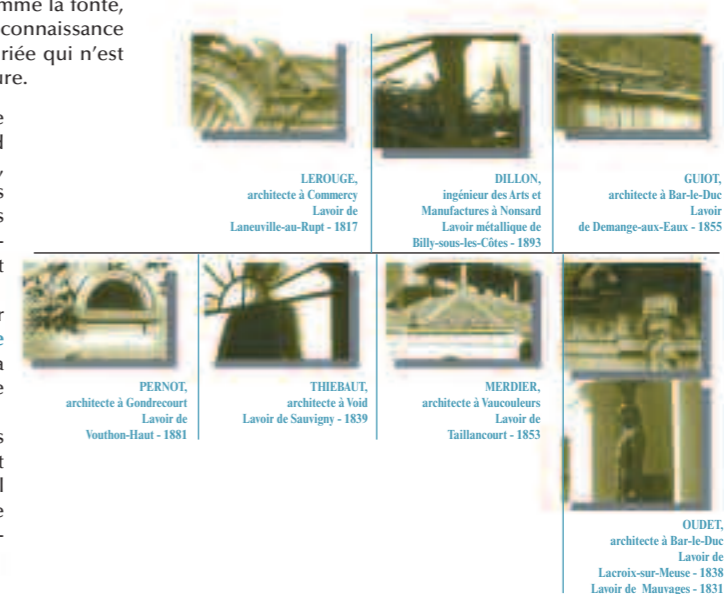 mme la fonte,
connaissance
riée qui n'est
ure.
LEROUGE,
architecte à Commercy
Lavoir de
Laneuville-au-Rupt - 1817
DILLON,
ingénieur des Arts et
Manufactures à Nonsard
Lavoir métallique de
Billy-sous-les-Côtes - 1893
GUIOT,
architecte à Bar-le-Duc
Lavoir
de Demange-aux-Eaux - 1855
PERNOT,
architecte à Gondrecourt
Lavoir de
Vouthon-Haut - 1881
THIEBAUT,
architecte à Void
Lavoir de Sauvigny - 1839
MERDIER,
architecte à Vaucouleurs
Lavoir de
Taillancourt - 1853
OUDET,
architecte à Bar-le-Duc
Lavoir de
Lacroix-sur-Meuse - 1838
Lavoir de Mauvages - 1831